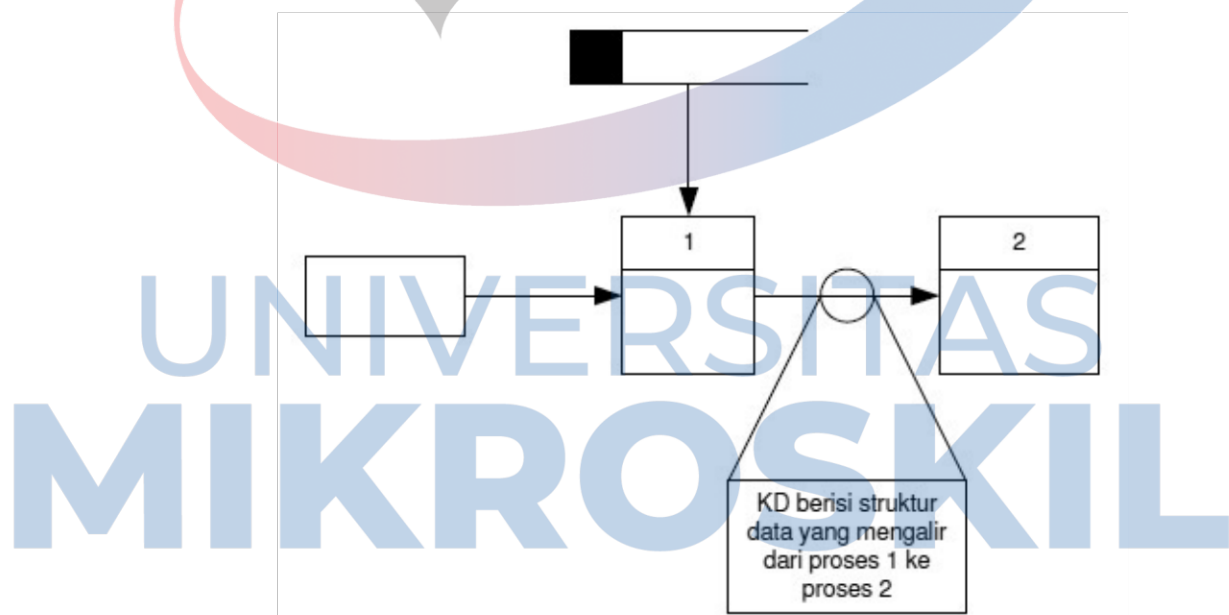 1
2
UNIVERSITAS
MIKROSKIL
KD berisi struktur
data yang mengalir
dari proses 1 ke
proses 2